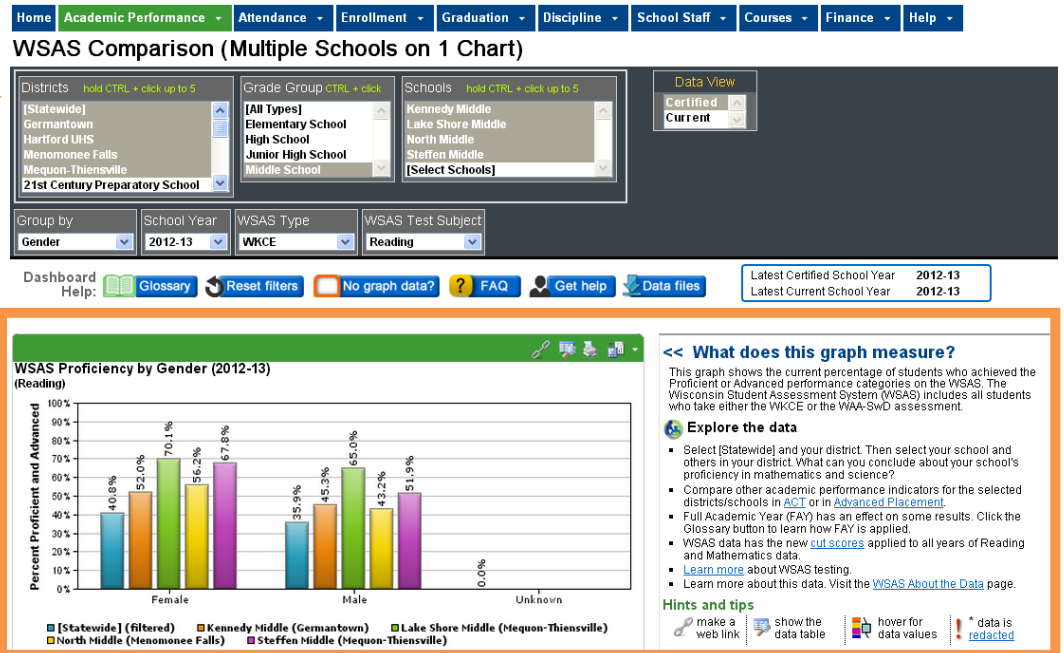 Home Academic Performance Attendance Enrollment Graduation Discipline School Staff Courses Finance Help
WSAS Comparison (Multiple Schools on 1 Chart)
Districts hold CTRL + click up to 5
[Statewide]
Germantown
Hartford UHS
Menomonee Falls
Mequon-Thiensville
21st Century Preparatory School
Grade Group CTRL + click
[All Types]
Elementary School
High School
Junior High School
Middle School
Schools hold CTRL + click up to 5
Kennedy Middle
Lake Shore Middle
North Middle
Steffen Middle
[Select Schools]
Data View
Certified
Current
Group by
Gender
School Year
2012-13
WSAS Type
WKCE
WSAS Test Subject
Reading
Dashboard
Help:
Glossary Reset filters No graph data? ? FAQ Get help Data files
Latest Certified School Year 2012-13
Latest Current School Year 2012-13
WSAS Proficiency by Gender (2012-13)
(Reading)
Percent Proficient and Advanced
100%
90%
80%
70%
60%
50%
40%
30%
20%
10%
0%
40.8%
52.0%
70.1%
56.2%
67.8%
35.9%
45.3%
65.0%
43.2%
51.9%
0.0%
Female Male Unknown
[Statewide] (filtered) Kennedy Middle (Germantown) Lake Shore Middle (Mequon-Thiensville)
North Middle (Menomonee Falls) Steffen Middle (Mequon-Thiensville)
<< What does this graph measure?
This graph shows the current percentage of students who achieved the
Proficient or Advanced performance categories on the WSAS. The
Wisconsin Student Assessment System (WSAS) includes all students
who take either the WKCE or the WAA-SwD assessment.
Explore the data
Select [Statewide] and your district. Then select your school and
others in your district. What can you conclude about your school's
proficiency in mathematics and science?
Compare other academic performance indicators for the selected
districts/schools in ACT or in Advanced Placement.
Full Academic Year (FAY) has an effect on some results. Click the
Glossary button to learn how FAY is applied.
WSAS data has the new cut scores applied to all years of Reading
and Mathematics data.
Learn more about WSAS testing.
Learn more about this data. Visit the WSAS About the Data page.
Hints and tips
make a
web link
show the
data table
hover for
data values
! * data is
redacted